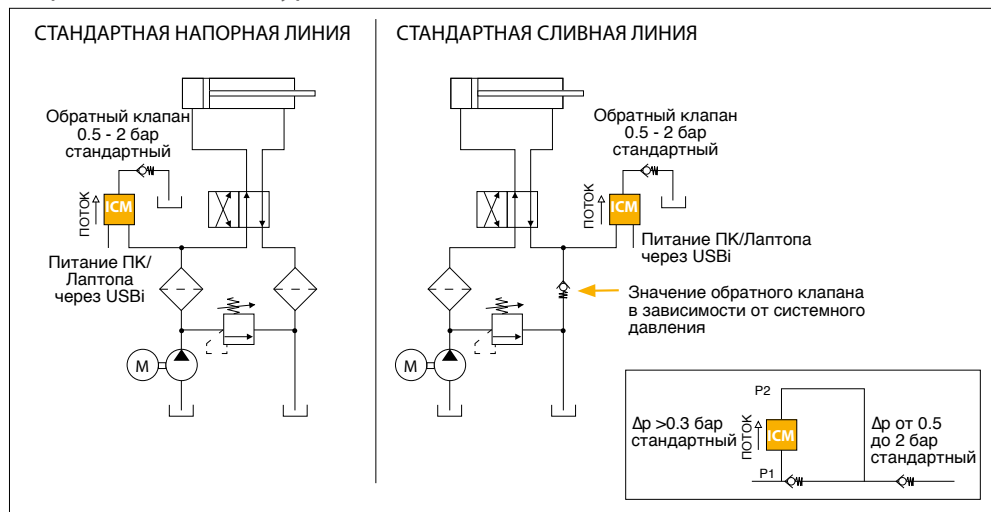 СТАНДАРТНАЯ НАПОРНАЯ ЛИНИЯ
Обратный клапан
0.5 - 2 бар
стандартный
ПОТОК
ICM
Питание ПК/
Лаптопа
через USBi
M
СТАНДАРТНАЯ СЛИВНАЯ ЛИНИЯ
Обратный клапан
0.5 - 2 бар
стандартный
ПОТОК
ICM
Питание ПК/Лаптопа
через USBi
Значение обратного клапана
в зависимости от системного
давления
M
P2
Δp >0.3 бар
стандартный
ПОТОК
ICM
Δp от 0.5
до 2 бар
стандартный
P1